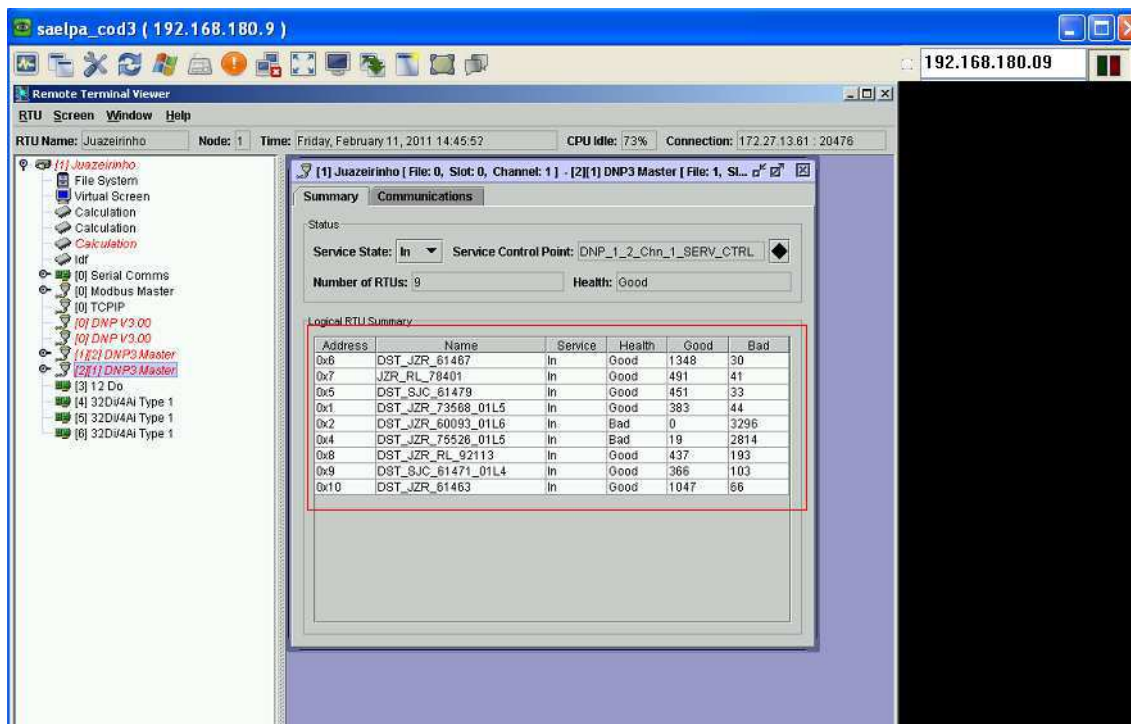 saelpa_cod3 ( 192.168.180.9 )
192.168.180.09
Remote Terminal Viewer
RTU Screen Window Help
RTU Name: Juazeirinho Node: 1 Time: Friday, February 11, 2011 14:45:52 CPU Idle: 73% Connection: 172.27.13.61 : 20476
[1] Juazeirinho
File System
Virtual Screen
Calculation
Calculation
Calculation
Idf
[0] Serial Comms
[0] Modbus Master
[0] TCPIP
[0] DNP V3.00
[0] DNP V3.00
[1][2] DNP3 Master
[2][1] DNP3 Master
[3] 12 Do
[4] 32Di/4Ai Type 1
[5] 32Di/4Ai Type 1
[6] 32Di/4Ai Type 1
[1] Juazeirinho [ File: 0, Slot: 0, Channel: 1 ] - [2][1] DNP3 Master [ File: 1, Sl...
Summary Communications
Status
Service State: In Service Control Point: DNP_1_2_Chn_1_SERV_CTRL
Number of RTUs: 9 Health: Good
Logical RTU Summary
Address Name Service Health Good Bad
0x6 DST_JZR_61467 In Good 1348 30
0x7 JZR_RL_78401 In Good 491 41
0x5 DST_SJC_61479 In Good 451 33
0x1 DST_JZR_73568_01L5 In Good 383 44
0x2 DST_JZR_60093_01L6 In Bad 0 3296
0x4 DST_JZR_75526_01L5 In Bad 19 2814
0x8 DST_JZR_RL_92113 In Good 437 193
0x9 DST_SJC_61471_01L4 In Good 366 103
0x10 DST_JZR_61463 In Good 1047 66